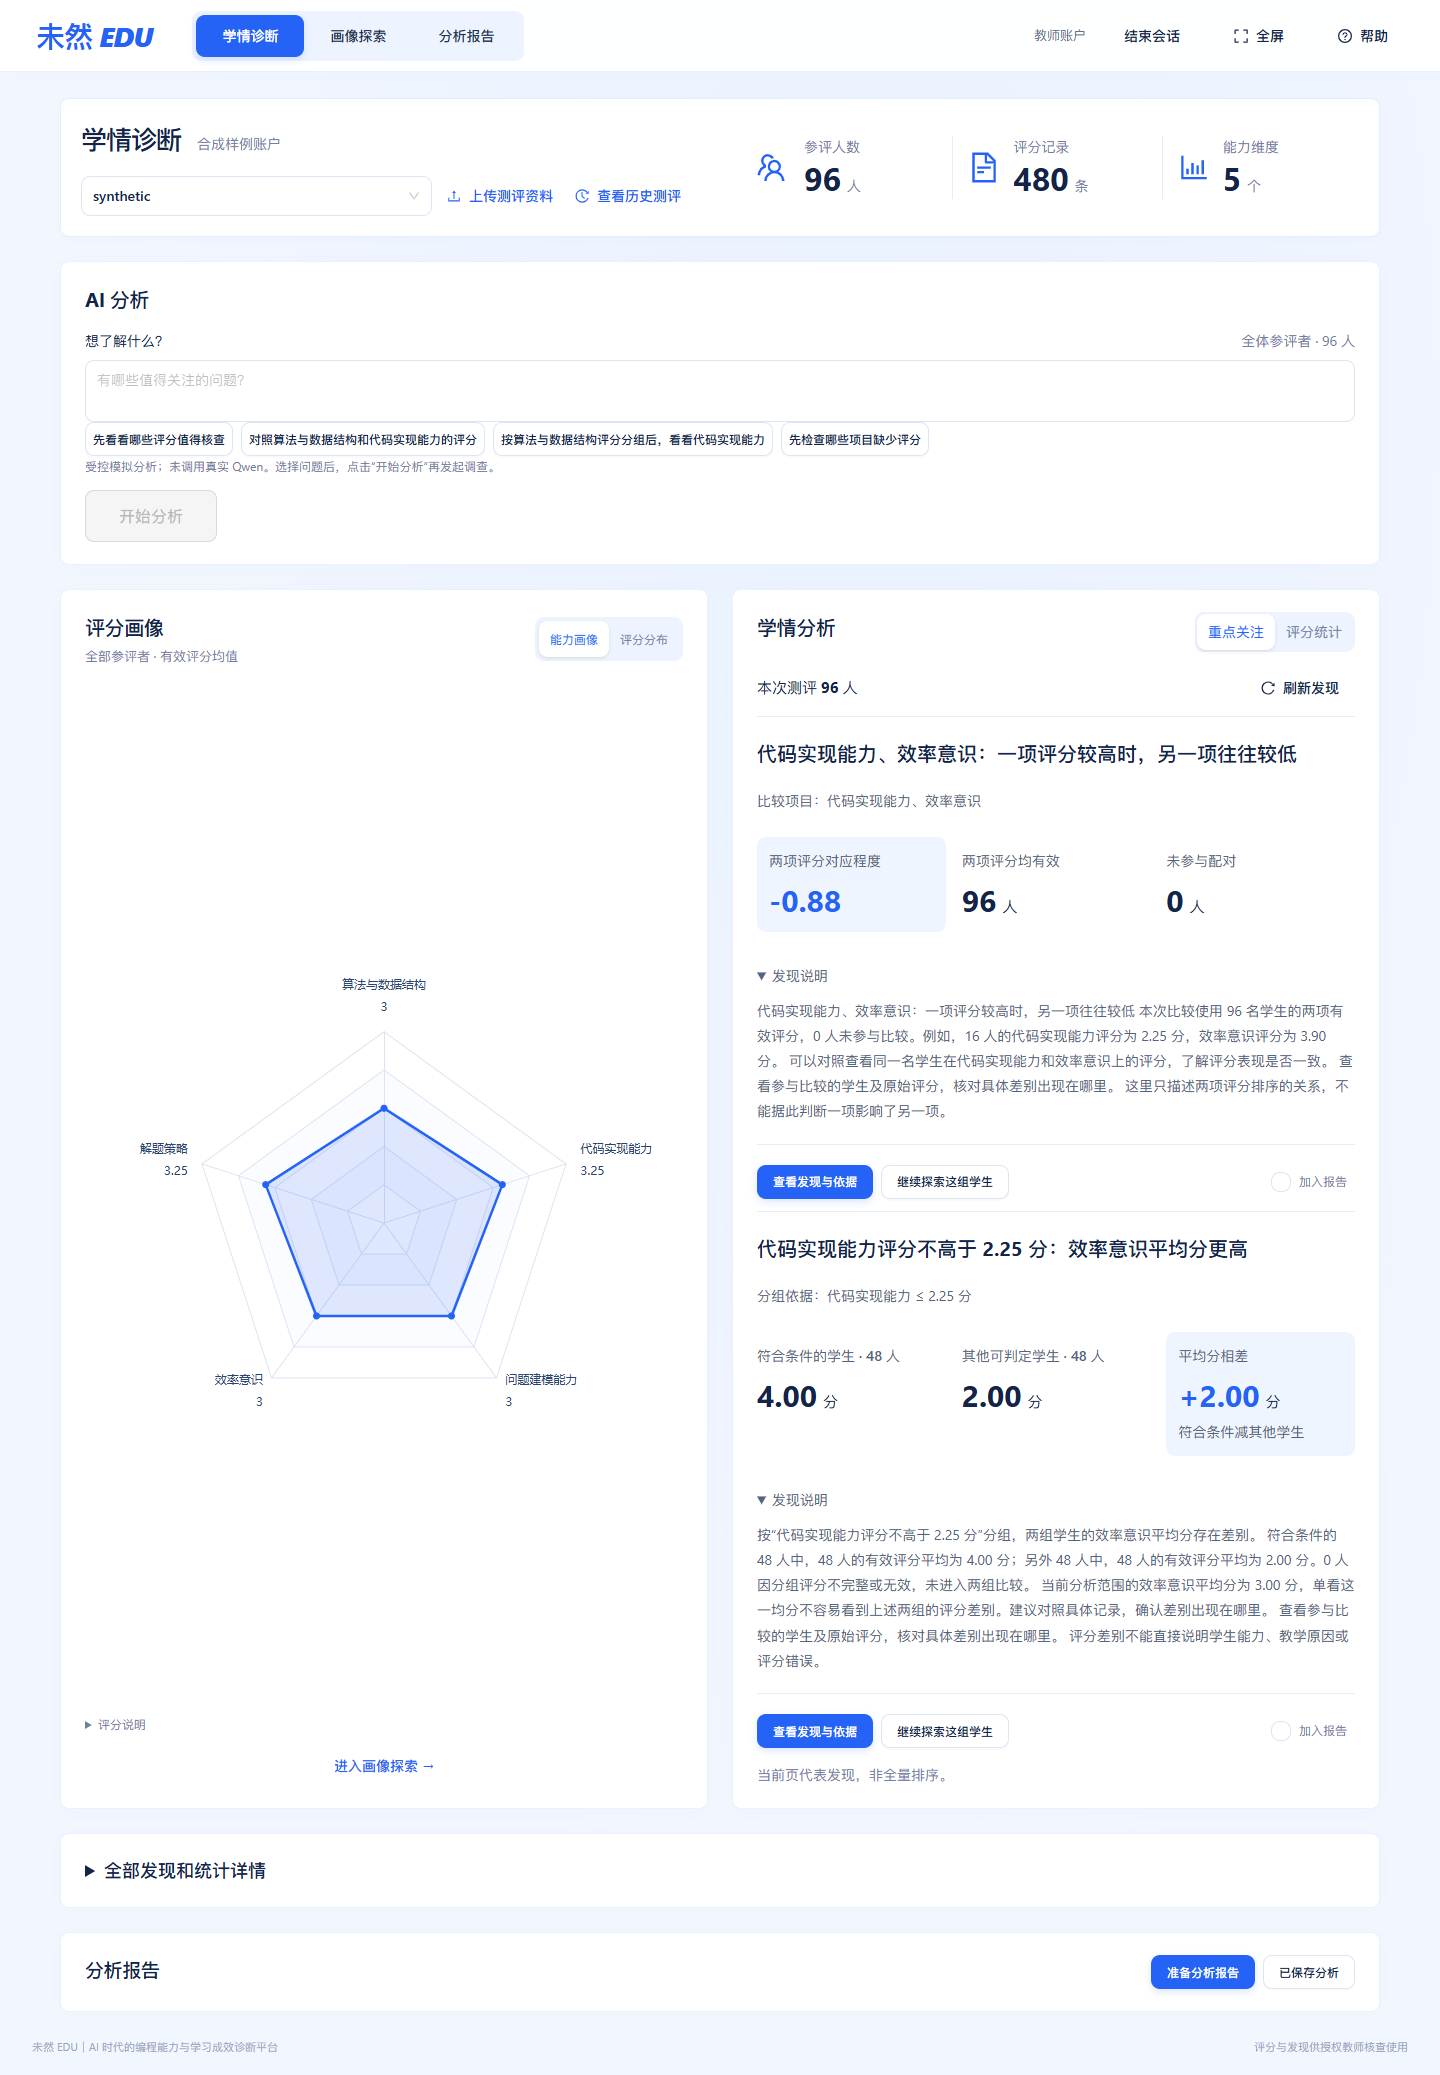 未然 EDU
学情诊断
画像探索
分析报告
教师账户
结束会话
全屏
帮助
学情诊断
合成样例账户
synthetic
上传测评资料
查看历史测评
参评人数
96 人
评分记录
480 条
能力维度
5 个
AI 分析
想了解什么?
全体参评者 · 96 人
有哪些值得关注的问题?
先看看哪些评分值得核查
对照算法与数据结构和代码实现能力的评分
按算法与数据结构评分分组后，看看代码实现能力
先检查哪些项目缺少评分
受控模拟分析；未调用真实 Qwen。选择问题后，点击“开始分析”再发起调查。
开始分析
评分画像
全部参评者 · 有效评分均值
能力画像
评分分布
算法与数据结构
3
代码实现能力
3.25
问题建模能力
3
效率意识
3
解题策略
3.25
▶ 评分说明
进入画像探索 →
学情分析
重点关注
评分统计
本次测评 96 人
刷新发现
代码实现能力、效率意识：一项评分较高时，另一项往往较低
比较项目：代码实现能力、效率意识
两项评分对应程度
-0.88
两项评分均有效
96 人
未参与配对
0 人
▼ 发现说明
代码实现能力、效率意识：一项评分较高时，另一项往往较低 本次比较使用 96 名学生的两项有
效评分，0 人未参与比较。例如，16 人的代码实现能力评分为 2.25 分，效率意识评分为 3.90
分。 可以对照查看同一名学生在代码实现能力和效率意识上的评分，了解评分表现是否一致。 查
看参与比较的学生及原始评分，核对具体差别出现在哪里。 这里只描述两项评分排序的关系，不
能据此判断一项影响了另一项。
查看发现与依据
继续探索这组学生
加入报告
代码实现能力评分不高于 2.25 分：效率意识平均分更高
分组依据：代码实现能力 ≤ 2.25 分
符合条件的学生 · 48 人
4.00 分
其他可判定学生 · 48 人
2.00 分
平均分相差
+2.00 分
符合条件减其他学生
▼ 发现说明
按“代码实现能力评分不高于 2.25 分”分组，两组学生的效率意识平均分存在差别。 符合条件的
48 人中，48 人的有效评分平均为 4.00 分；另外 48 人中，48 人的有效评分平均为 2.00 分。0 人
因分组评分不完整或无效，未进入两组比较。 当前分析范围的效率意识平均分为 3.00 分，单看这
一均分不容易看到上述两组的评分差别。建议对照具体记录，确认差别出现在哪里。 查看参与比
较的学生及原始评分，核对具体差别出现在哪里。 评分差别不能直接说明学生能力、教学原因或
评分错误。
查看发现与依据
继续探索这组学生
加入报告
当前页代表发现，非全量排序。
▶ 全部发现和统计详情
分析报告
准备分析报告
已保存分析
未然 EDU | AI 时代的编程能力与学习成效诊断平台
评分与发现供授权教师核查使用